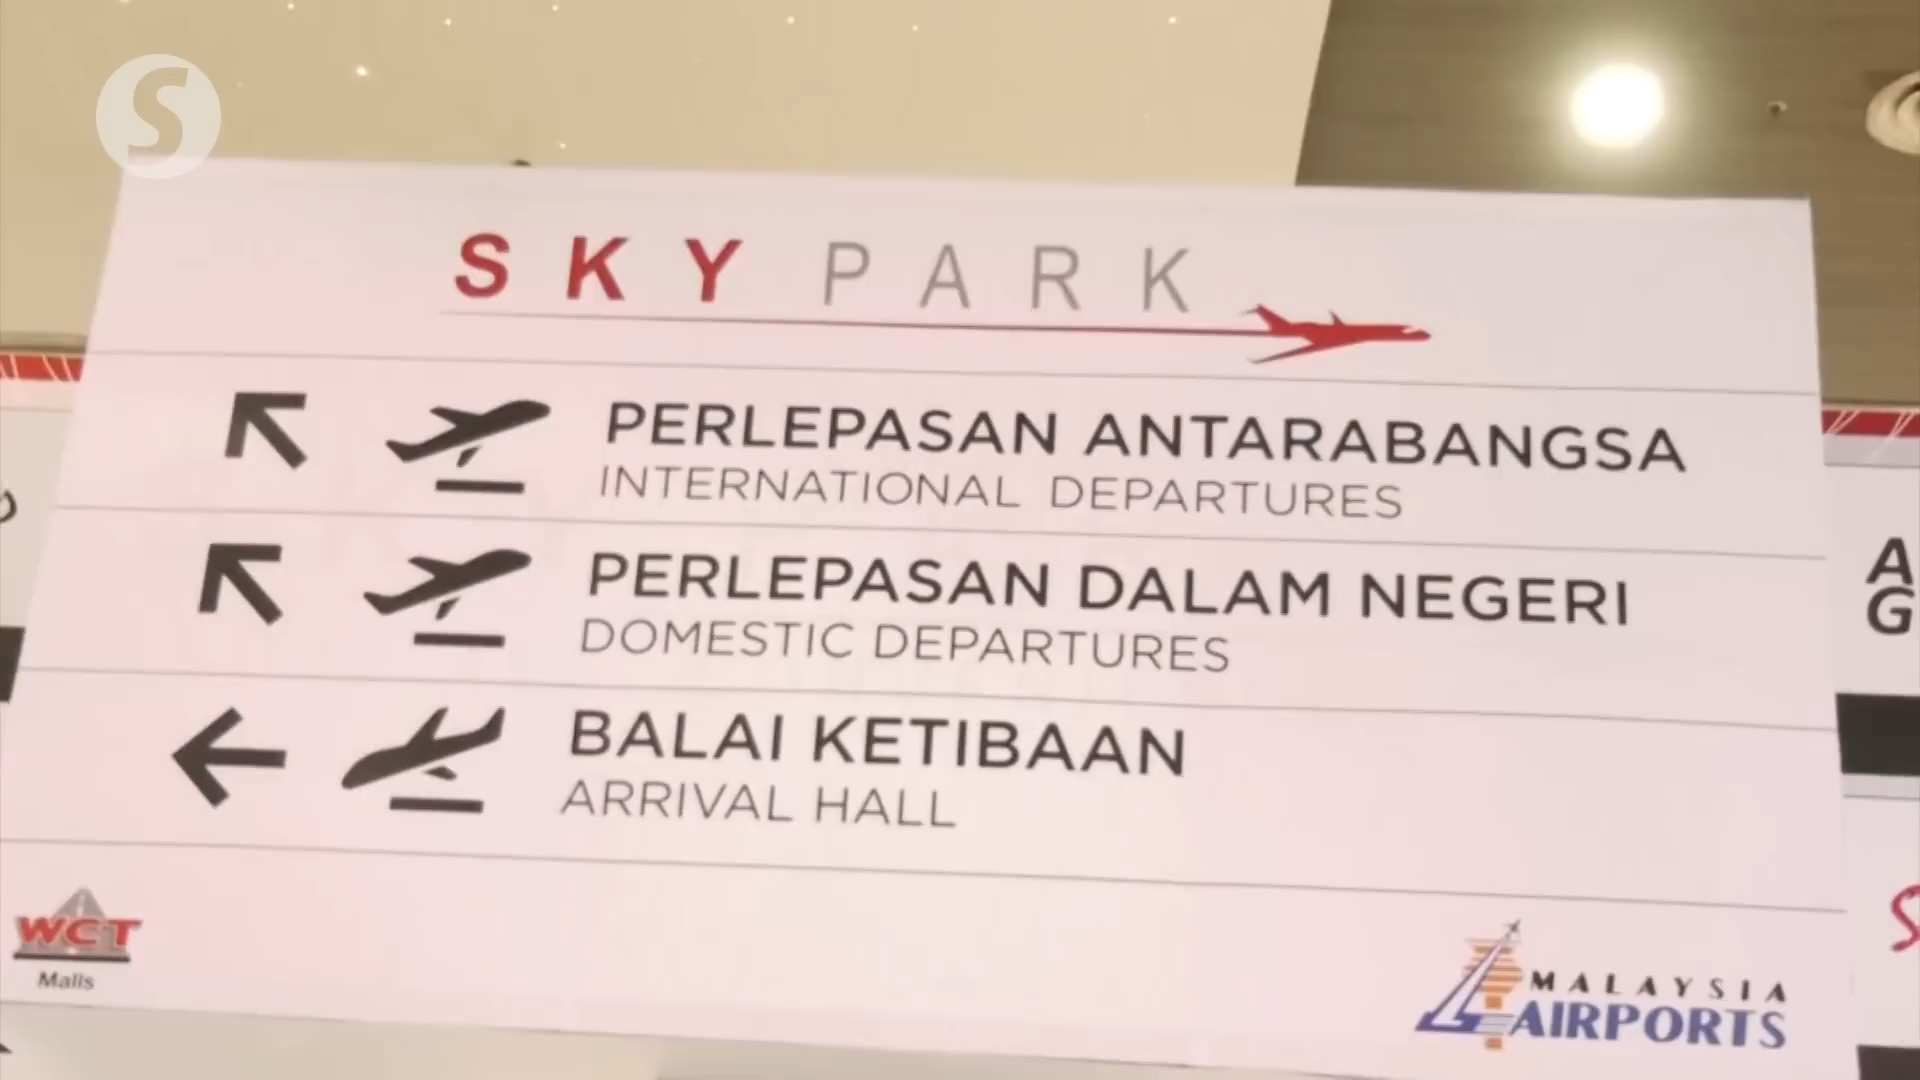 S
SKY PARK
PERLEPASAN ANTARABANGSA
INTERNATIONAL DEPARTURES
PERLEPASAN DALAM NEGERI
DOMESTIC DEPARTURES
BALAI KETIBAAN
ARRIVAL HALL
WCT
Malls
MALAYSIA
AIRPORTS
A
G
S